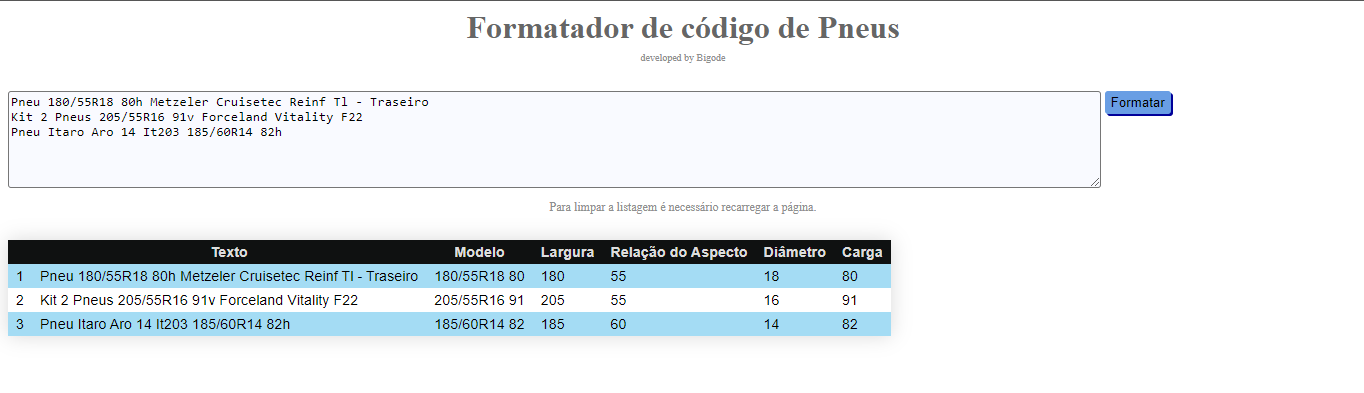 Formatador de código de Pneus
developed by Bigode
Pneu 180/55R18 80h Metzeler Cruisetec Reinf Tl - Traseiro
Kit 2 Pneus 205/55R16 91v Forceland Vitality F22
Pneu Itaro Aro 14 It203 185/60R14 82h
Formatar
Para limpar a listagem é necessário recarregar a página.
Texto Modelo Largura Relação do Aspecto Diâmetro Carga
1 Pneu 180/55R18 80h Metzeler Cruisetec Reinf Tl - Traseiro 180/55R18 80 180 55 18 80
2 Kit 2 Pneus 205/55R16 91v Forceland Vitality F22 205/55R16 91 205 55 16 91
3 Pneu Itaro Aro 14 It203 185/60R14 82h 185/60R14 82 185 60 14 82